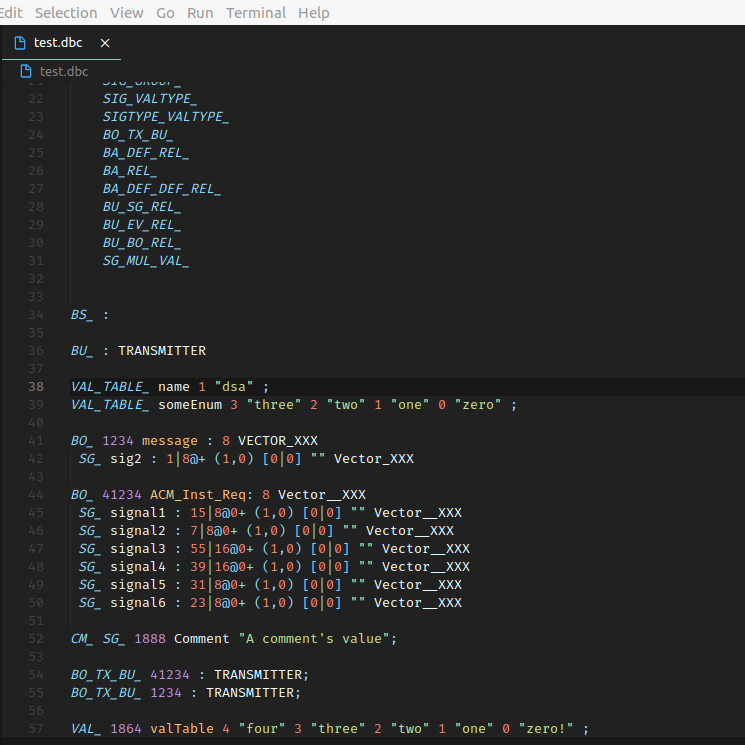 Edit Selection View Go Run Terminal Help
test.dbc ×
test.dbc
21 SIG_GROUP_
22 SIG_VALTYPE_
23 SIGTYPE_VALTYPE_
24 BO_TX_BU_
25 BA_DEF_REL_
26 BA_REL_
27 BA_DEF_DEF_REL_
28 BU_SG_REL_
29 BU_EV_REL_
30 BU_BO_REL_
31 SG_MUL_VAL_
32
33
34 BS_ :
35
36 BU_ : TRANSMITTER
37
38 VAL_TABLE_ name 1 "dsa" ;
39 VAL_TABLE_ someEnum 3 "three" 2 "two" 1 "one" 0 "zero" ;
40
41 BO_ 1234 message : 8 VECTOR_XXX
42 SG_ sig2 : 1|8@+ (1,0) [0|0] "" Vector_XXX
43
44 BO_ 41234 ACM_Inst_Req: 8 Vector__XXX
45 SG_ signal1 : 15|8@0+ (1,0) [0|0] "" Vector__XXX
46 SG_ signal2 : 7|8@0+ (1,0) [0|0] "" Vector__XXX
47 SG_ signal3 : 55|16@0+ (1,0) [0|0] "" Vector__XXX
48 SG_ signal4 : 39|16@0+ (1,0) [0|0] "" Vector__XXX
49 SG_ signal5 : 31|8@0+ (1,0) [0|0] "" Vector__XXX
50 SG_ signal6 : 23|8@0+ (1,0) [0|0] "" Vector__XXX
51
52 CM_ SG_ 1888 Comment "A comment's value";
53
54 BO_TX_BU_ 41234 : TRANSMITTER;
55 BO_TX_BU_ 1234 : TRANSMITTER;
56
57 VAL_ 1864 valTable 4 "four" 3 "three" 2 "two" 1 "one" 0 "zero!" ;